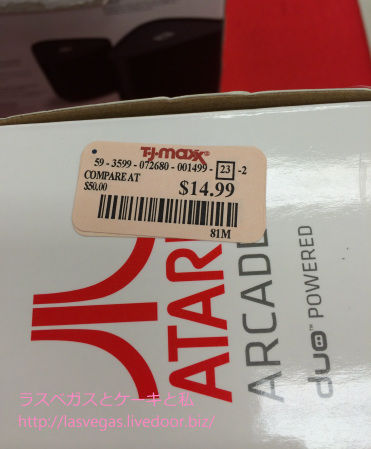 T.J.maxx®
59 - 3599 - 072680 - 001499 - 23 - 2
COMPARE AT
$50.00
$14.99
81M
ATARI
ARCADE
duo™ POWERED
ラスベガスとケーキと私
http://lasvegas.livedoor.biz/